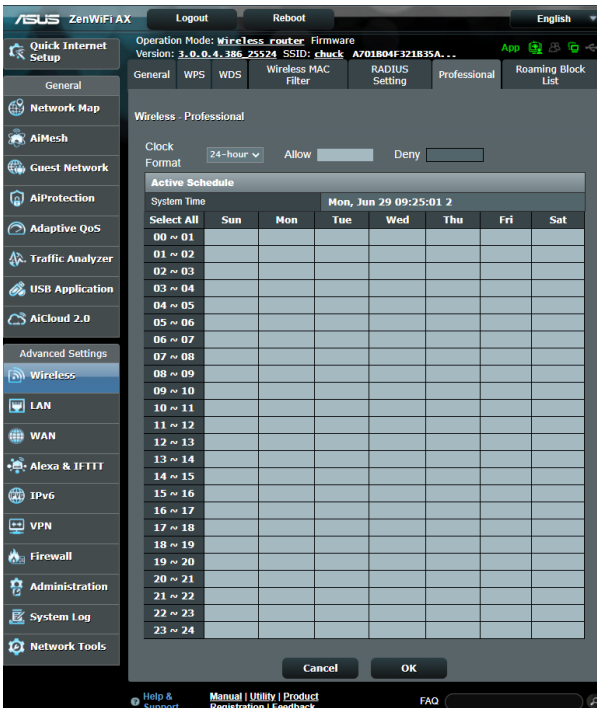 ASUS ZenWiFi AX Logout Reboot English
Quick Internet
Setup
General
Network Map
AiMesh
Guest Network
AiProtection
Adaptive QoS
Traffic Analyzer
USB Application
AiCloud 2.0
Advanced Settings
Wireless
LAN
WAN
Alexa & IFTTT
IPv6
VPN
Firewall
Administration
System Log
Network Tools
Operation Mode: Wireless router Firmware
Version: 3.0.0.4.386_25524 SSID: chuck A701B04F321B35A...
App
General WPS WDS Wireless MAC Filter RADIUS Setting Professional Roaming Block List
Wireless - Professional
Clock
Format 24-hour Allow Deny
Active Schedule
System Time Mon, Jun 29 09:25:01 2
Select All Sun Mon Tue Wed Thu Fri Sat
00 ~ 01
01 ~ 02
02 ~ 03
03 ~ 04
04 ~ 05
05 ~ 06
06 ~ 07
07 ~ 08
08 ~ 09
09 ~ 10
10 ~ 11
11 ~ 12
12 ~ 13
13 ~ 14
14 ~ 15
15 ~ 16
16 ~ 17
17 ~ 18
18 ~ 19
19 ~ 20
20 ~ 21
21 ~ 22
22 ~ 23
23 ~ 24
Cancel OK
Help &
Support
Manual | Utility | Product
Registration | Feedback
FAQ